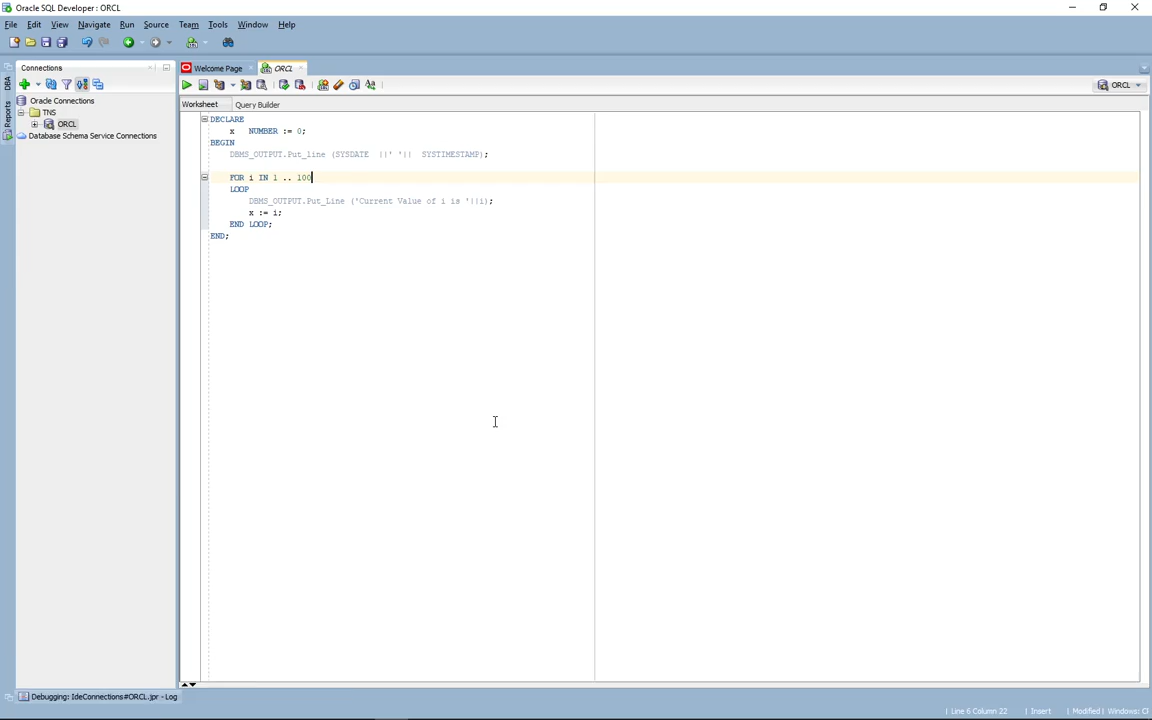 Oracle SQL Developer : ORCL
File Edit View Navigate Run Source Team Tools Window Help
Connections
Welcome Page
ORCL
ORCL
Worksheet
Query Builder
Oracle Connections
TNS
ORCL
Database Schema Service Connections
DBA
Reports
DECLARE
x NUMBER := 0;
BEGIN
DBMS_OUTPUT.Put_line (SYSDATE ||' '|| SYSTIMESTAMP);
FOR i IN 1 .. 100
LOOP
DBMS_OUTPUT.Put_Line ('Current Value of i is '||i);
x := i;
END LOOP;
END;
Debugging: IdeConnections#ORCL.jpr - Log
Line 6 Column 22 | Insert | Modified | Windows: C